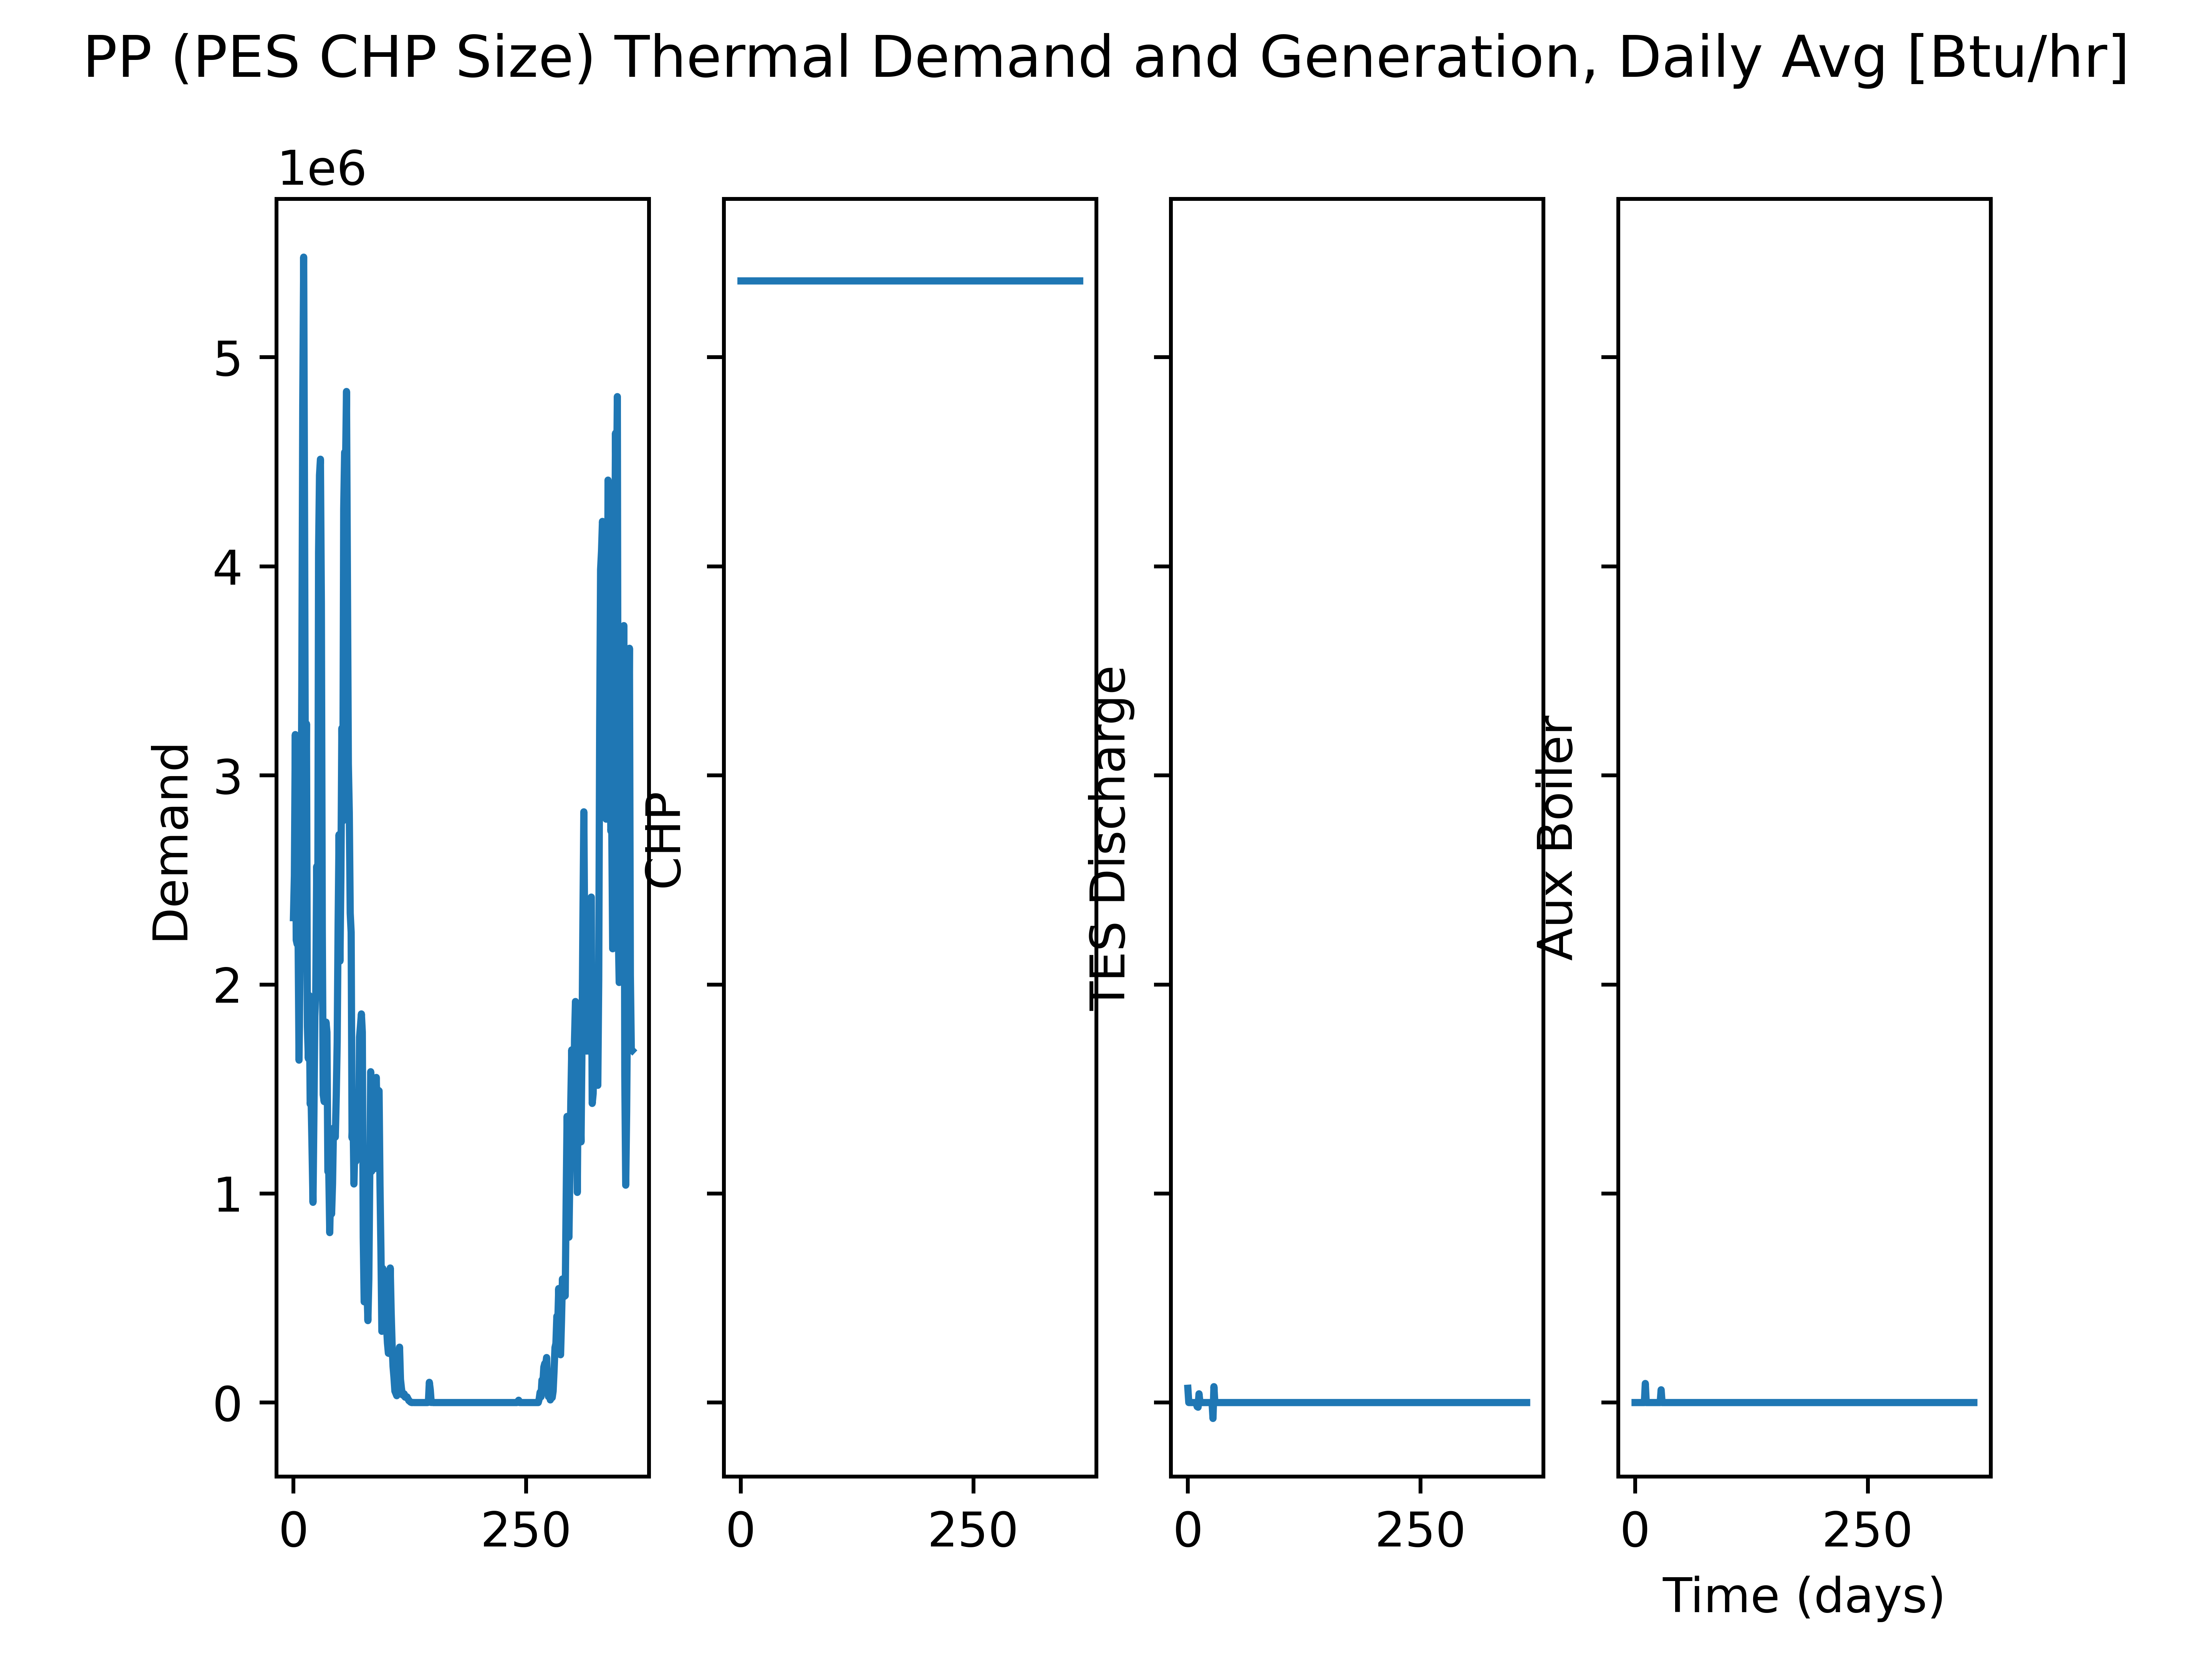 PP (PES CHP Size) Thermal Demand and Generation, Daily Avg [Btu/hr]
1e6
5
4
3
2
1
0
Demand
CHP
TES Discharge
Aux Boiler
0 250
0 250
0 250
0 250
Time (days)